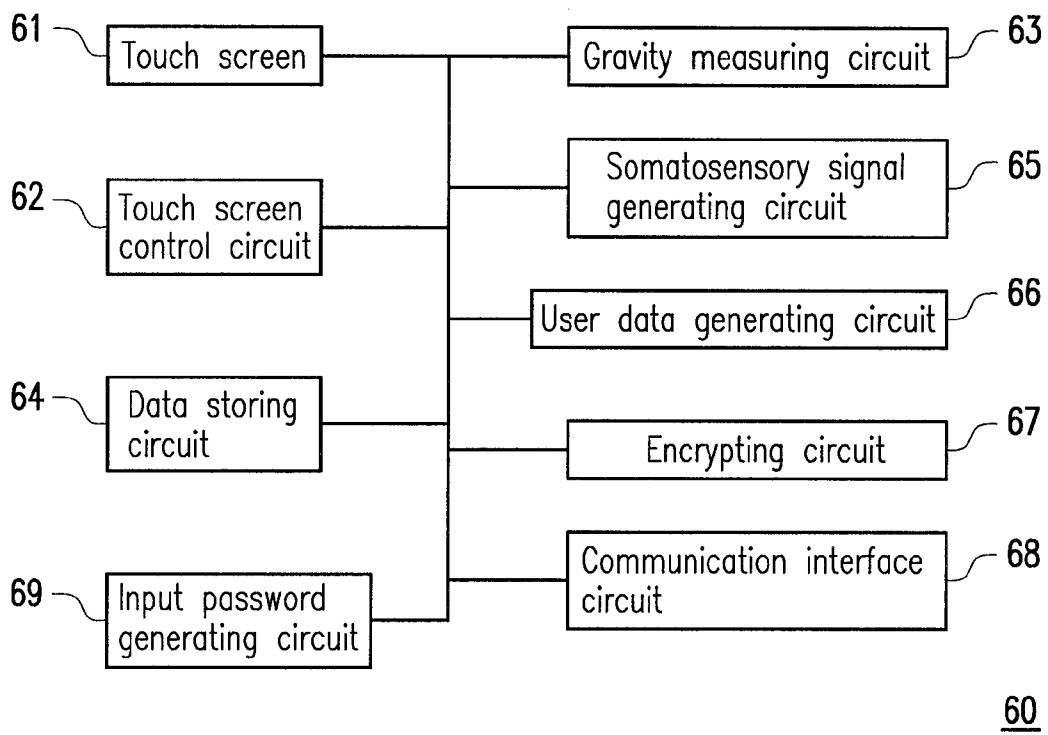 61
Touch screen
Gravity measuring circuit
63
62
Touch screen
control circuit
Somatosensory signal
generating circuit
65
User data generating circuit
66
64
Data storing
circuit
Encrypting circuit
67
69
Input password
generating circuit
Communication interface
circuit
68
60